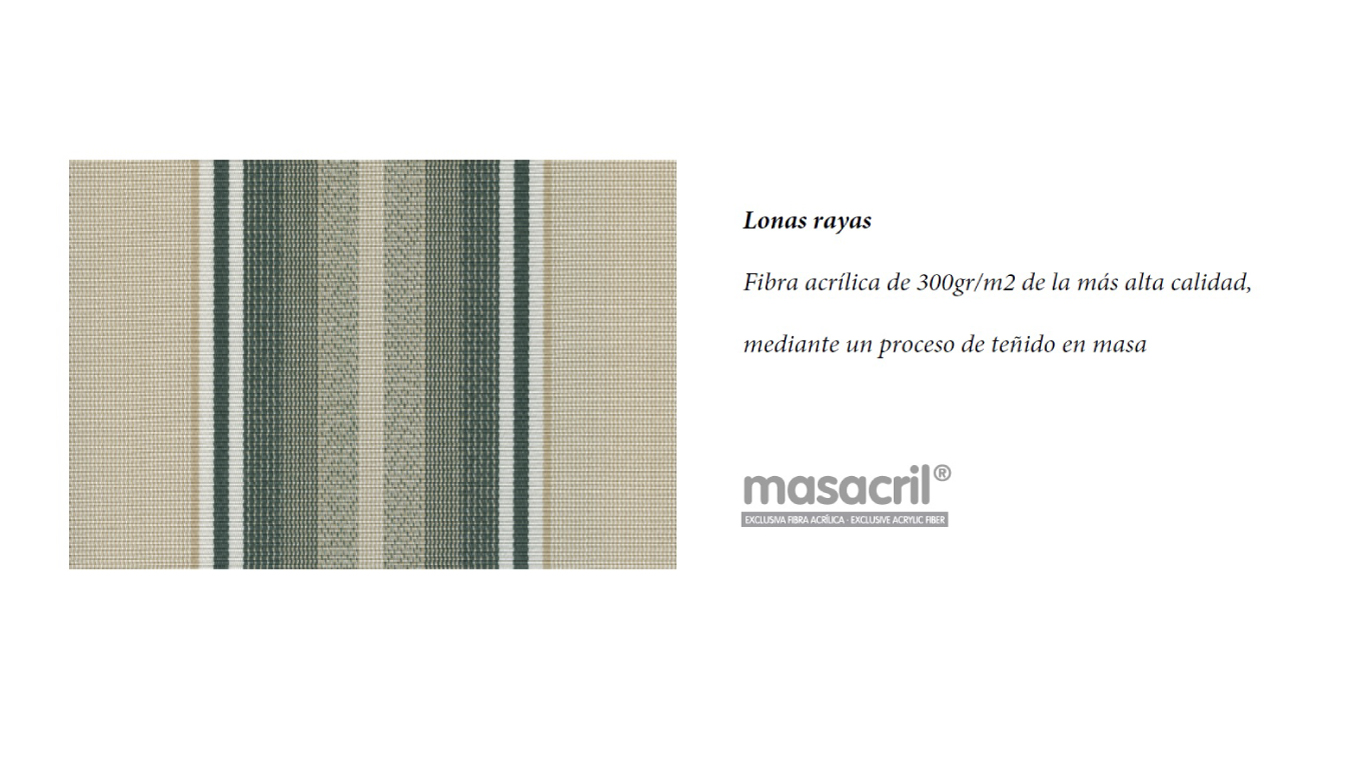 Lonas rayas
Fibra acrílica de 300gr/m2 de la más alta calidad,
mediante un proceso de teñido en masa
masacril®
EXCLUSIVA FIBRA ACRÍLICA · EXCLUSIVE ACRYLIC FIBER